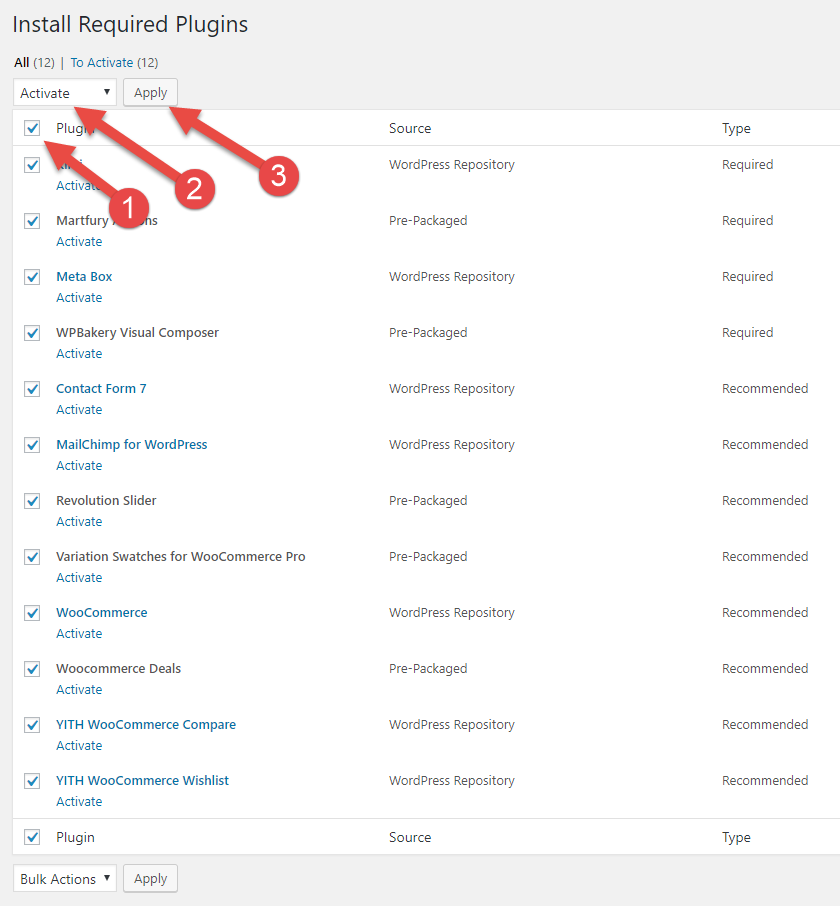 Install Required Plugins
All (12) | To Activate (12)
Activate Apply
Source Type
WordPress Repository Required
Activate
1 2 3
Martfury Pre-Packaged Required
Activate
Meta Box WordPress Repository Required
Activate
WPBakery Visual Composer Pre-Packaged Required
Activate
Contact Form 7 WordPress Repository Recommended
Activate
MailChimp for WordPress WordPress Repository Recommended
Activate
Revolution Slider Pre-Packaged Recommended
Activate
Variation Swatches for WooCommerce Pro Pre-Packaged Recommended
Activate
WooCommerce WordPress Repository Recommended
Activate
Woocommerce Deals Pre-Packaged Recommended
Activate
YITH WooCommerce Compare WordPress Repository Recommended
Activate
YITH WooCommerce Wishlist WordPress Repository Recommended
Activate
Plugin Source Type
Bulk Actions Apply